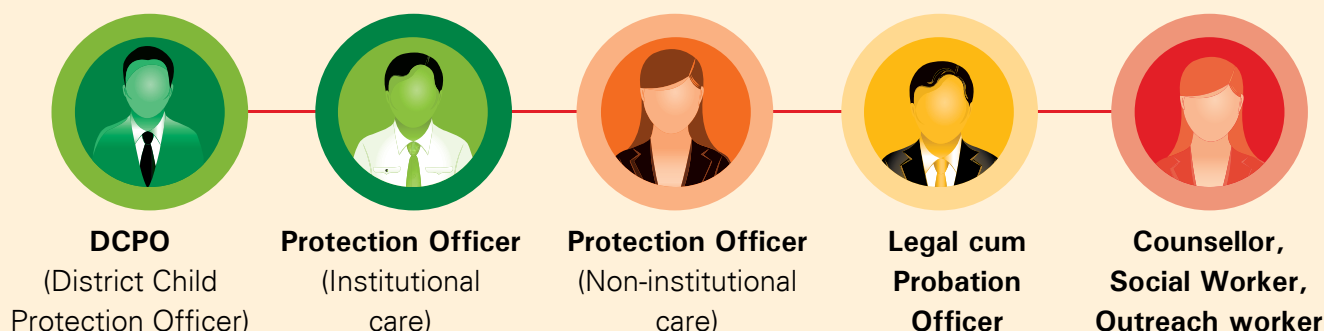 DCPO
(District Child
Protection Officer)
Protection Officer
(Institutional
care)
Protection Officer
(Non-institutional
care)
Legal cum
Probation
Officer
Counsellor,
Social Worker,
Outreach worker